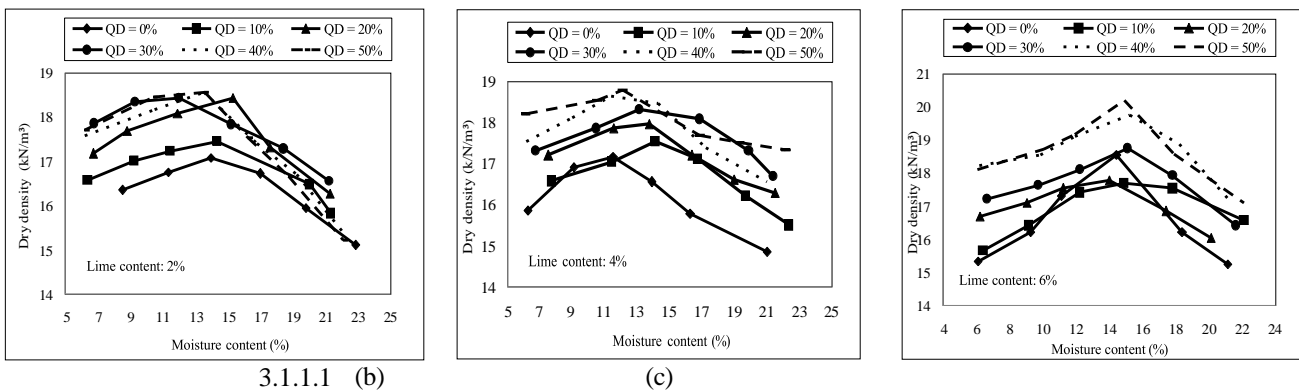 QD = 0% QD = 10% QD = 20%
QD = 30% QD = 40% QD = 50%
Dry density (kN/m³)
19
18
17
16
15
14
Lime content: 2%
5 7 9 11 13 15 17 19 21 23 25
Moisture content (%)
QD = 0% QD = 10% QD = 20%
QD = 30% QD = 40% QD = 50%
Dry density (k/N/m³)
19
18
17
16
15
14
Lime content: 4%
5 7 9 11 13 15 17 19 21 23 25
Moisture content (%)
QD = 0% QD = 10% QD = 20%
QD = 30% QD = 40% QD = 50%
Dry density (kN/m³)
21
20
19
18
17
16
15
14
13
Lime content: 6%
4 6 8 10 12 14 16 18 20 22 24
Moisture content (%)
3.1.1.1 (b) (c)